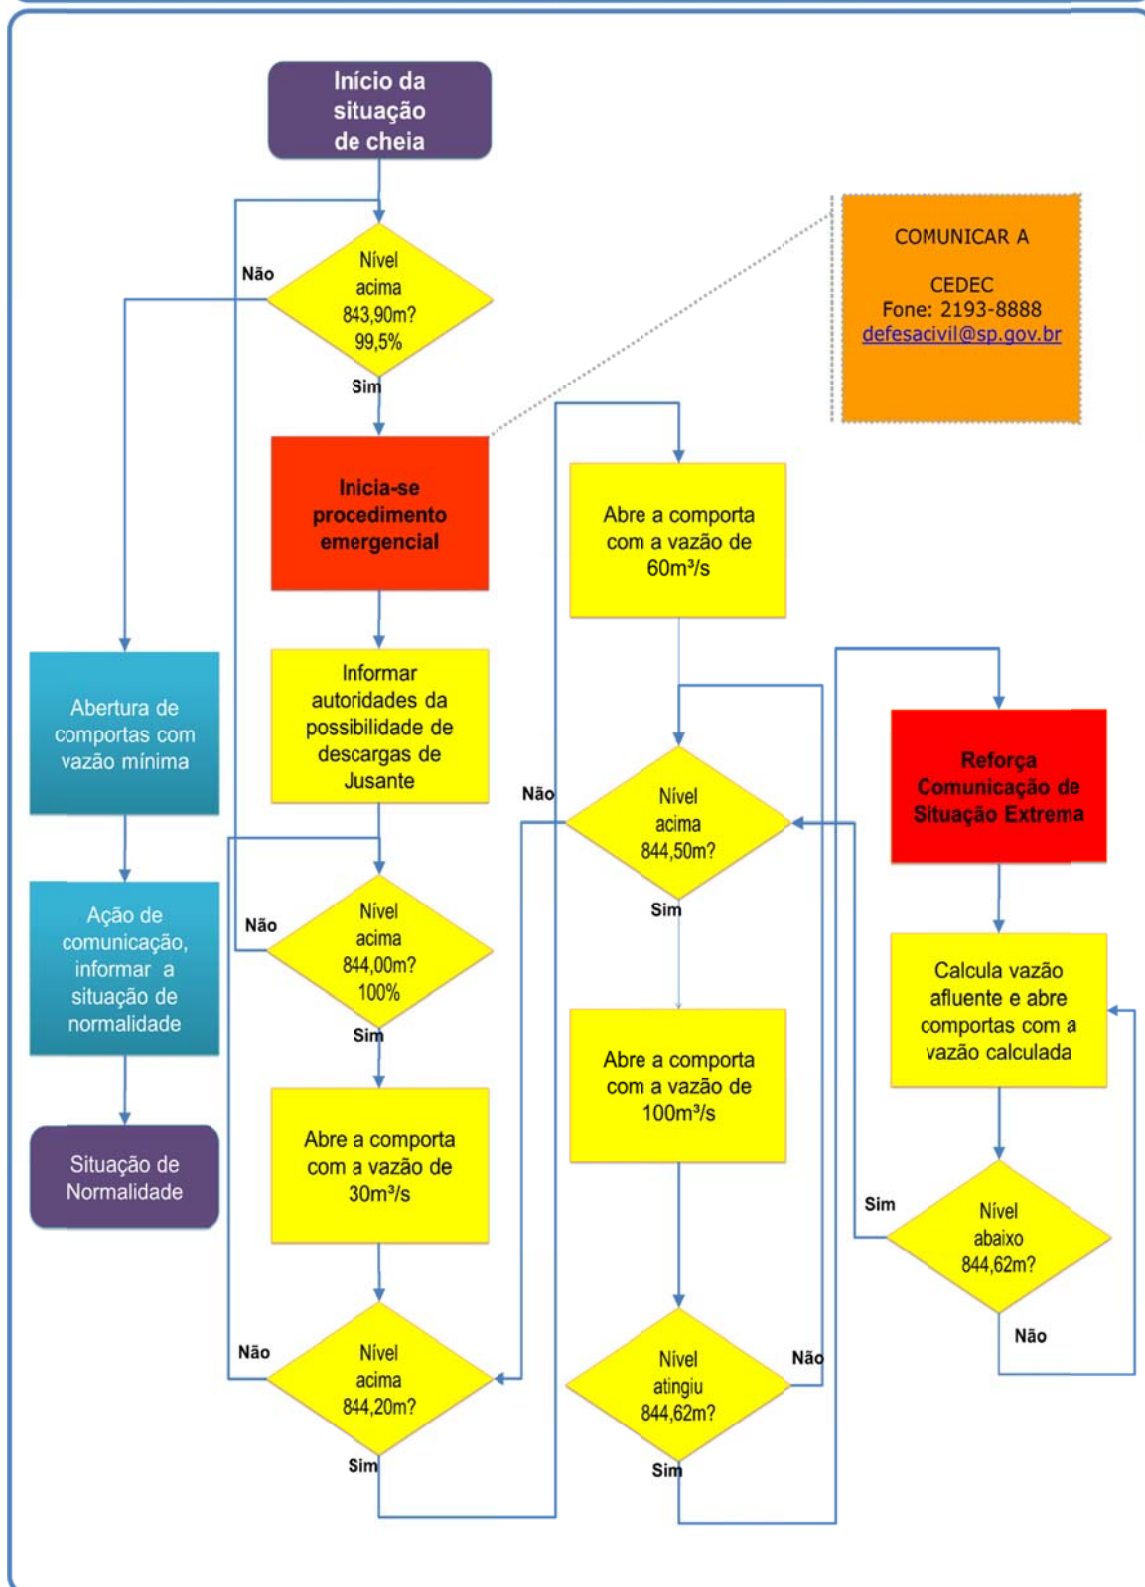 Início da
situação
de cheia
Nível
acima
843,90m?
99,5%
Não
Sim
COMUNICAR A
CEDEC
Fone: 2193-8888
defesacivil@sp.gov.br
Inicia-se
procedimento
emergencial
Informar
autoridades da
possibilidade de
descargas de
Jusante
Nível
acima
844,00m?
100%
Não
Sim
Abre a comporta
com a vazão de
30m³/s
Nível
acima
844,20m?
Não
Sim
Abertura de
comportas com
vazão mínima
Ação de
comunicação,
informar a
situação de
normalidade
Situação de
Normalidade
Abre a comporta
com a vazão de
60m³/s
Nível
acima
844,50m?
Não
Sim
Abre a comporta
com a vazão de
100m³/s
Nível
atingiu
844,62m?
Não
Sim
Reforça
Comunicação de
Situação Extrema
Calcula vazão
afluente e abre
comportas com a
vazão calculada
Nível
abaixo
844,62m?
Sim
Não